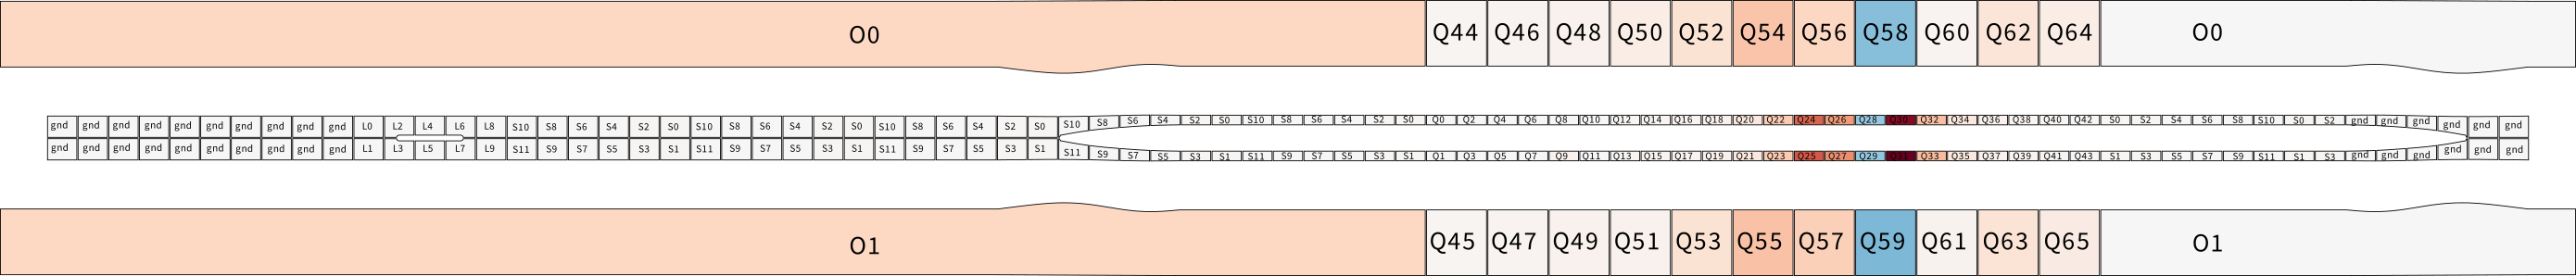 O0 Q44 Q46 Q48 Q50 Q52 Q54 Q56 Q58 Q60 Q62 Q64 O0
gnd gnd gnd gnd gnd gnd gnd gnd gnd gnd L0 L2 L4 L6 L8 S10 S8 S6 S4 S2 S0 S10 S8 S6 S4 S2 S0 S10 S8 S6 S4 S2 S0 S10 S8 S6 S4 S2 S0 S10 S8 S6 S4 S2 S0 Q0 Q2 Q4 Q6 Q8 Q10 Q12 Q14 Q16 Q18 Q20 Q22 Q24 Q26 Q28 Q30 Q32 Q34 Q36 Q38 Q40 Q42 S0 S2 S4 S6 S8 S10 S0 S2 gnd gnd gnd gnd gnd gnd
gnd gnd gnd gnd gnd gnd gnd gnd gnd gnd L1 L3 L5 L7 L9 S11 S9 S7 S5 S3 S1 S11 S9 S7 S5 S3 S1 S11 S9 S7 S5 S3 S1 S11 S9 S7 S5 S3 S1 S11 S9 S7 S5 S3 S1 Q1 Q3 Q5 Q7 Q9 Q11 Q13 Q15 Q17 Q19 Q21 Q23 Q25 Q27 Q29 Q31 Q33 Q35 Q37 Q39 Q41 Q43 S1 S3 S5 S7 S9 S11 S1 S3 gnd gnd gnd gnd gnd gnd
O1 Q45 Q47 Q49 Q51 Q53 Q55 Q57 Q59 Q61 Q63 Q65 O1